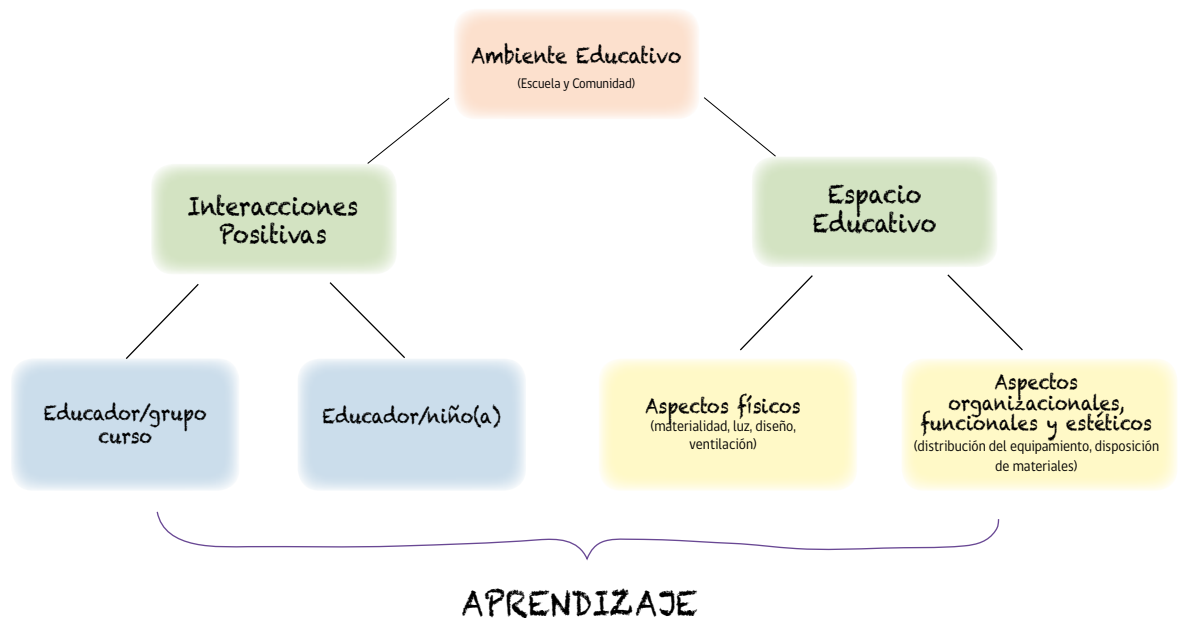 Ambiente Educativo
(Escuela y Comunidad)
Interacciones
Positivas
Espacio
Educativo
Educador/grupo
curso
Educador/niño(a)
Aspectos físicos
(materialidad, luz, diseño,
ventilación)
Aspectos
organizacionales,
funcionales y estéticos
(distribución del equipamiento, disposición
de materiales)
APRENDIZAJE